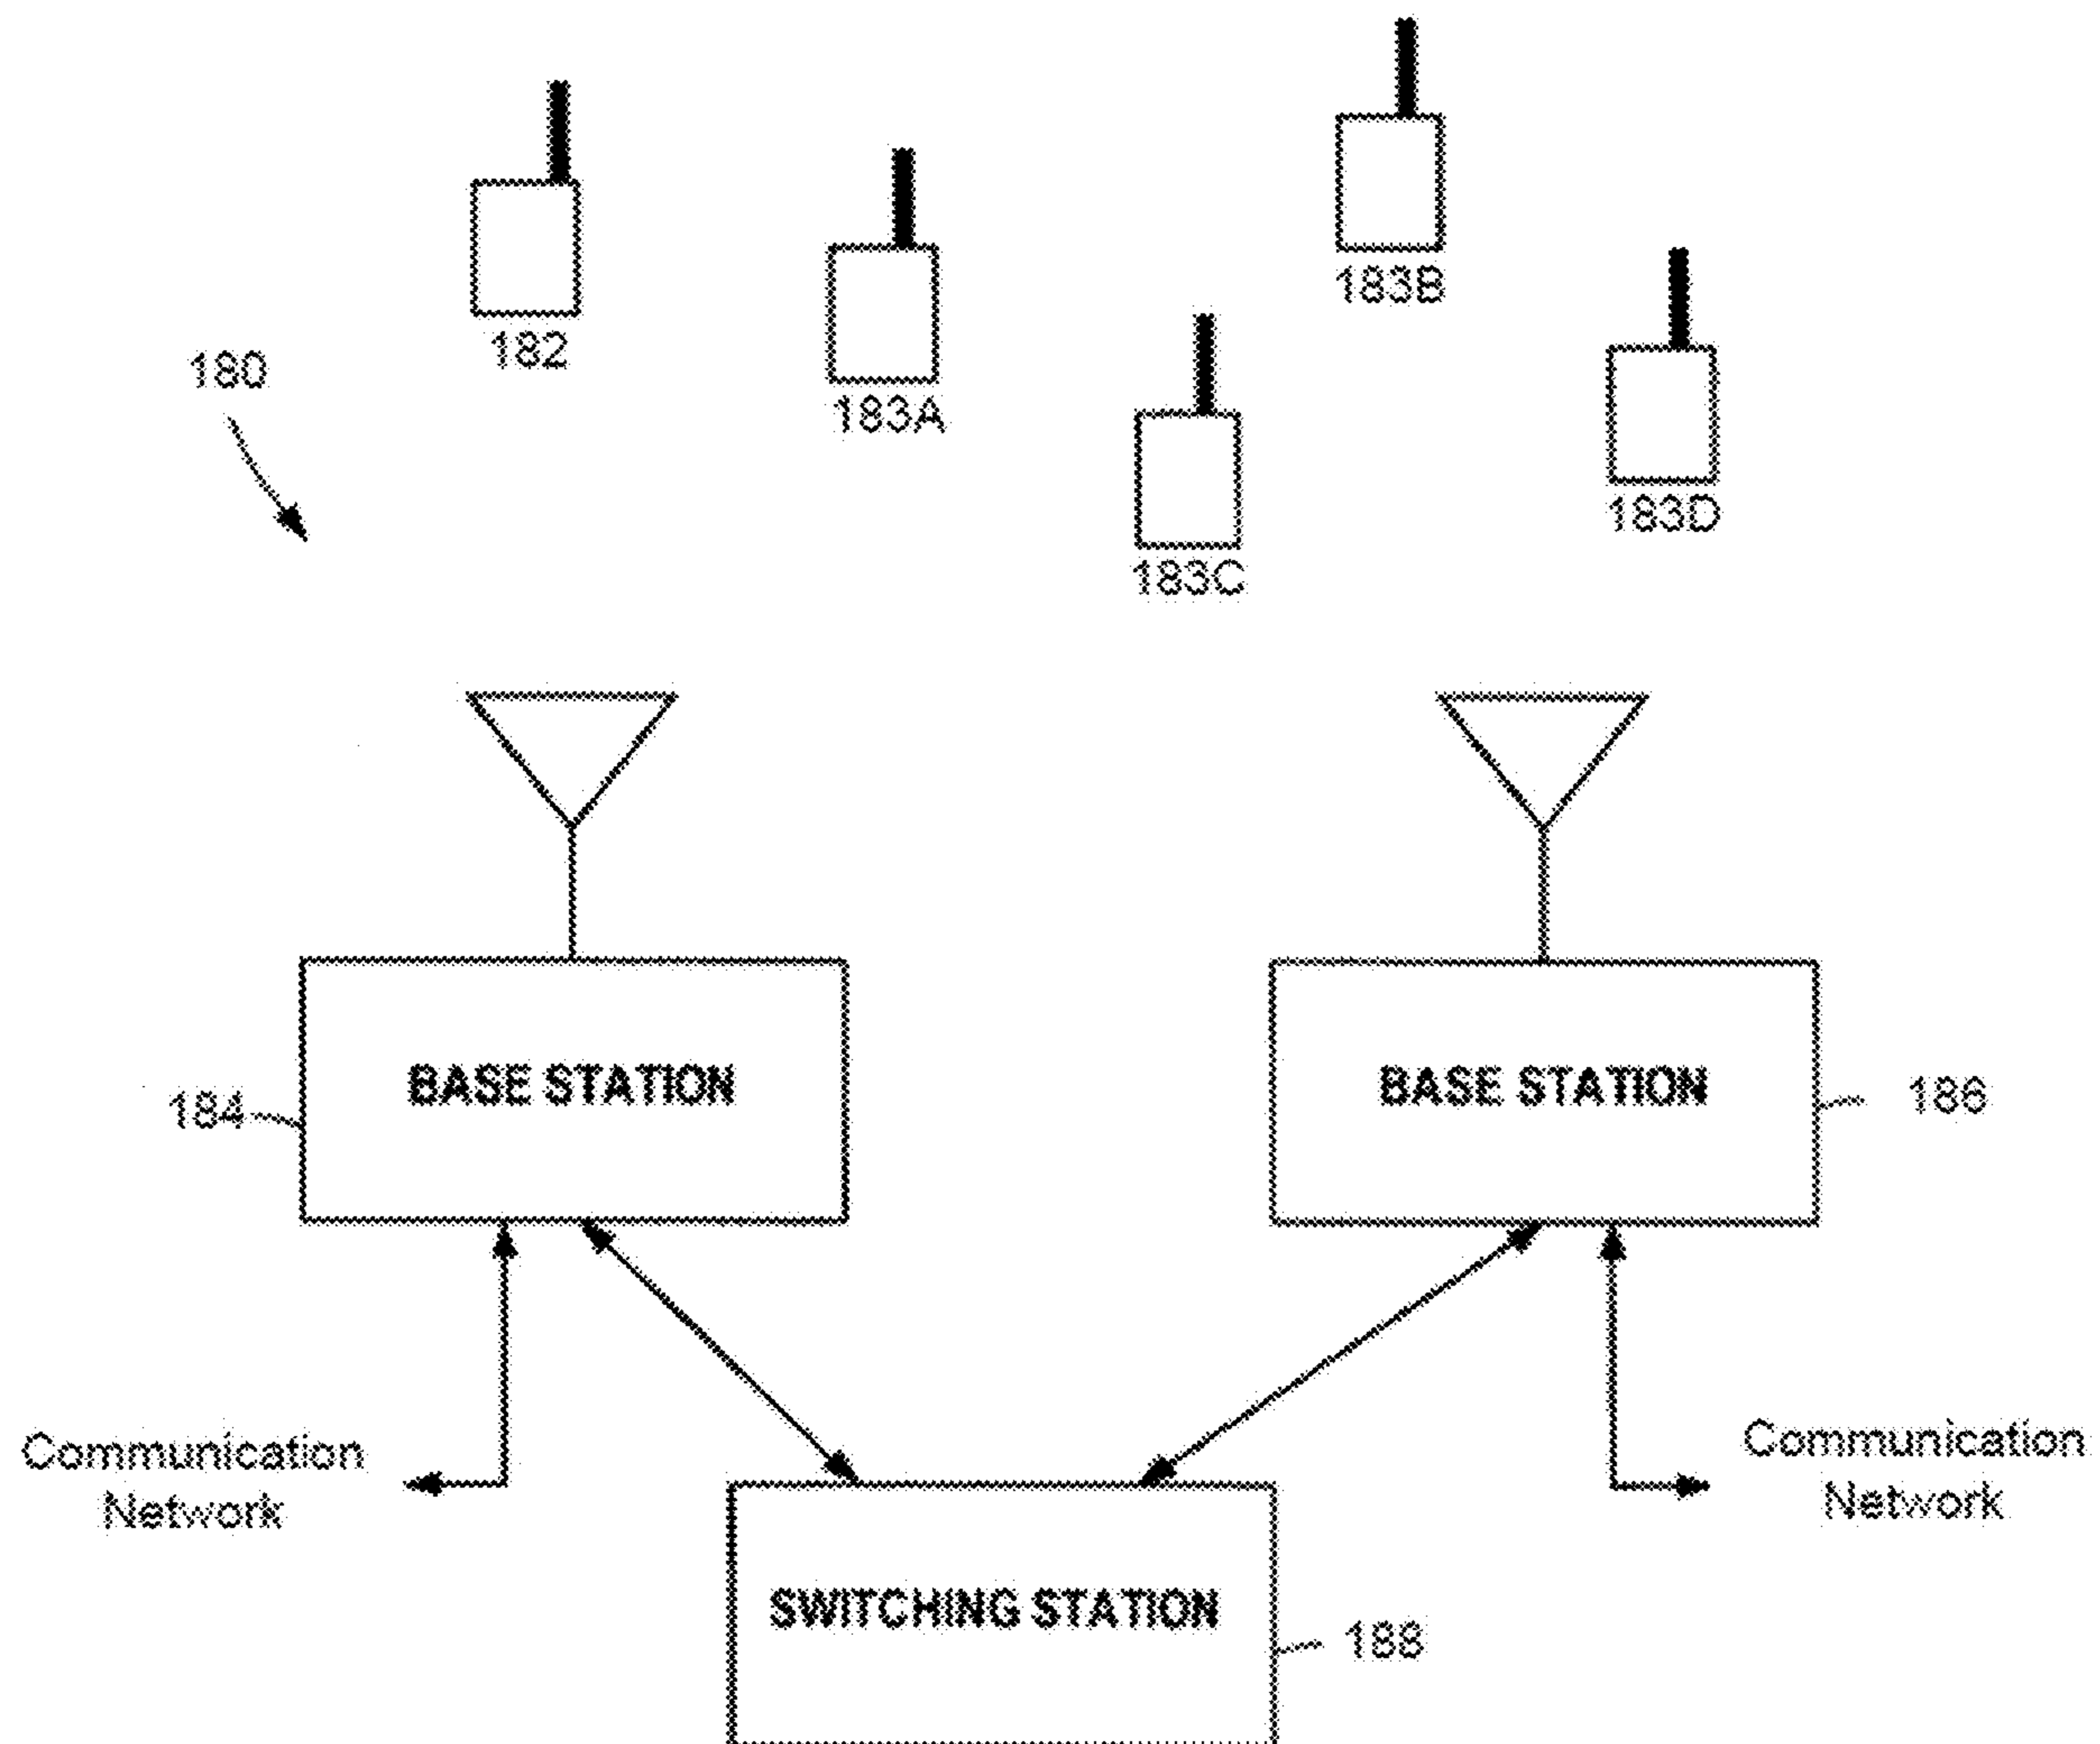 183B
182
180
183A
183D
183C
BASE STATION
BASE STATION
184
186
Communication
Network
Communication
Network
SWITCHING STATION
188